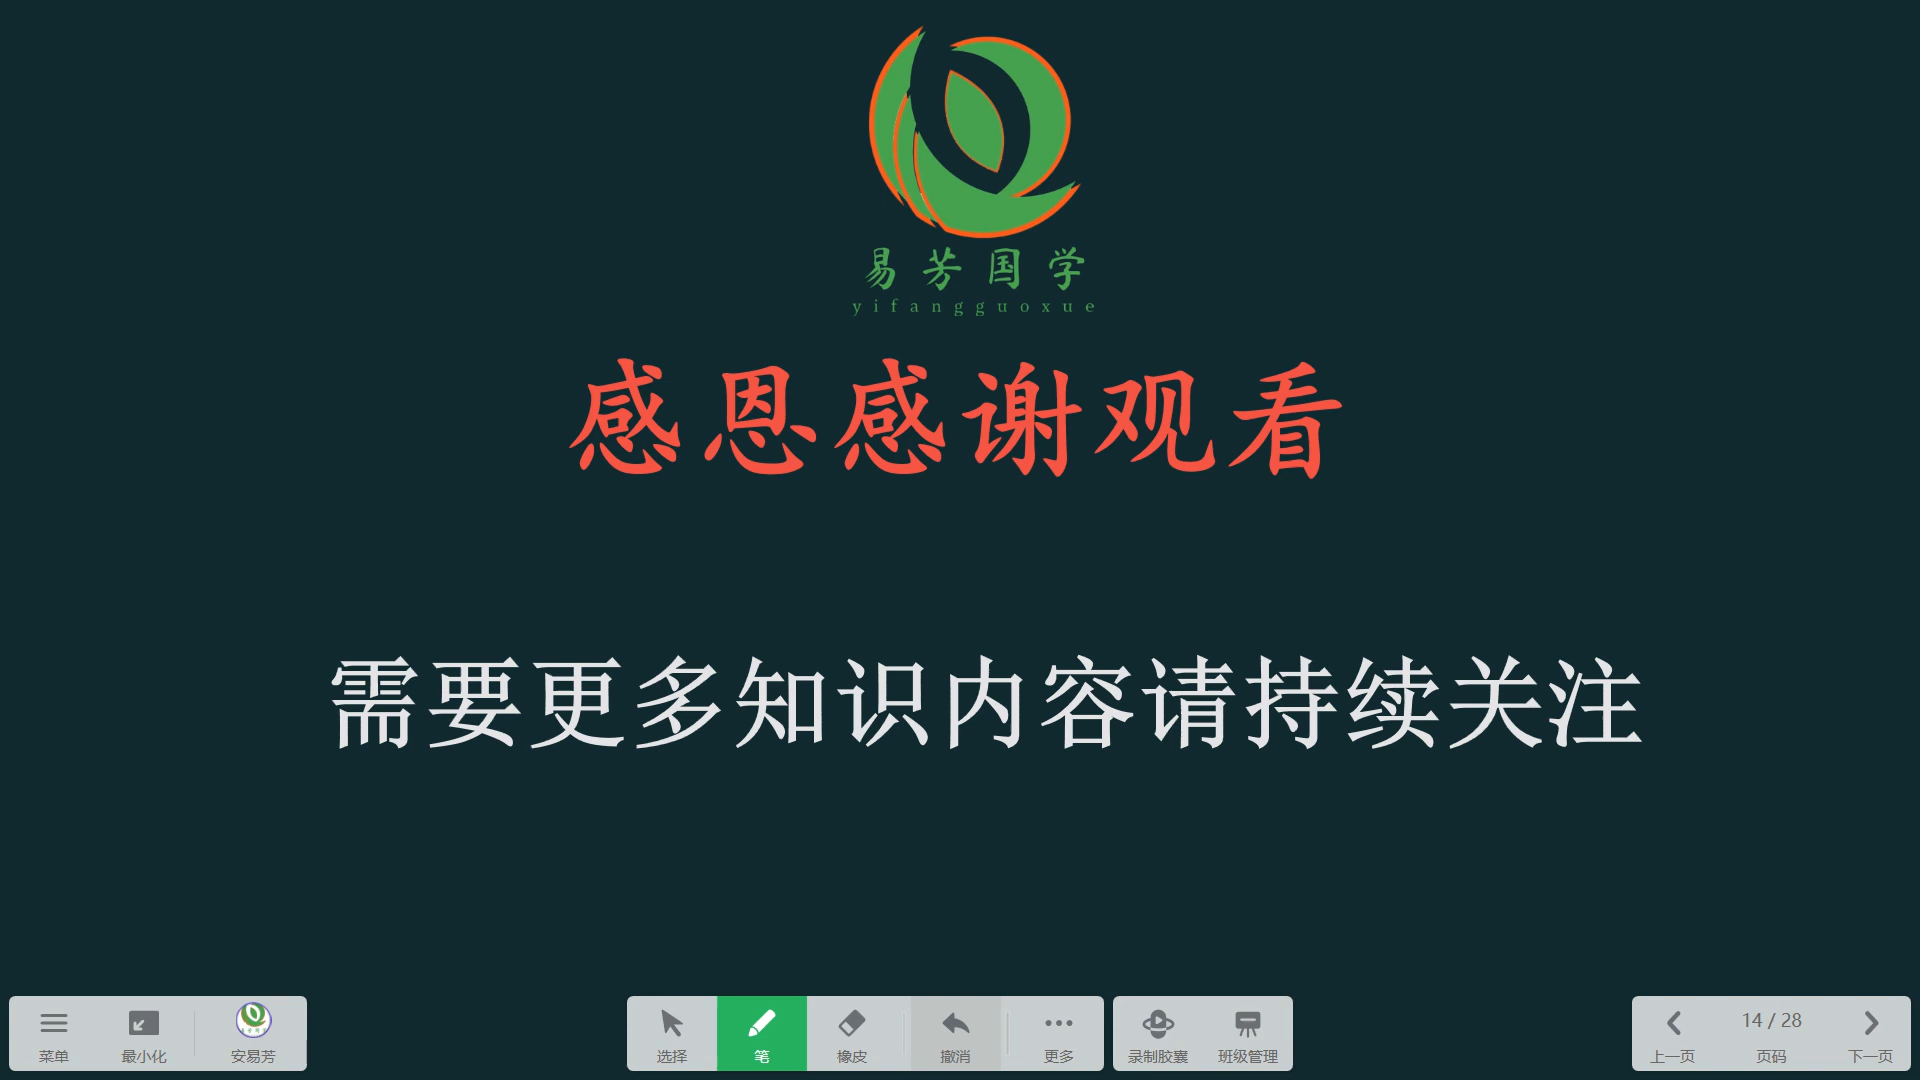 易芳国学
yifangguoxue
感恩感谢观看
需要更多知识内容请持续关注
菜单 最小化 安易芳 选择 笔 橡皮 撤消 更多 录制胶囊 班级管理 上一页 14 / 28 页码 下一页